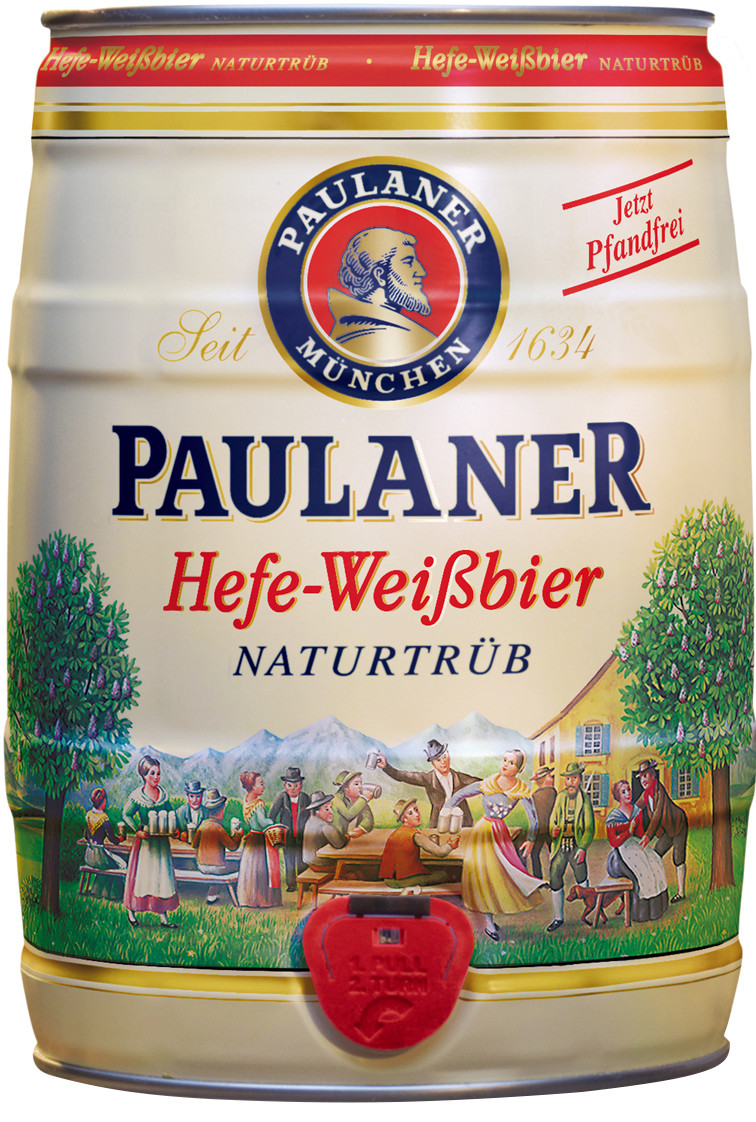 Hefe-Weißbier NATURTRÜB · Hefe-Weißbier NATURTRÜB
PAULANER
MÜNCHEN
Jetzt
Pfandfrei
Seit 1634
PAULANER
Hefe-Weißbier
NATURTRÜB
1. PULL
2. TURN